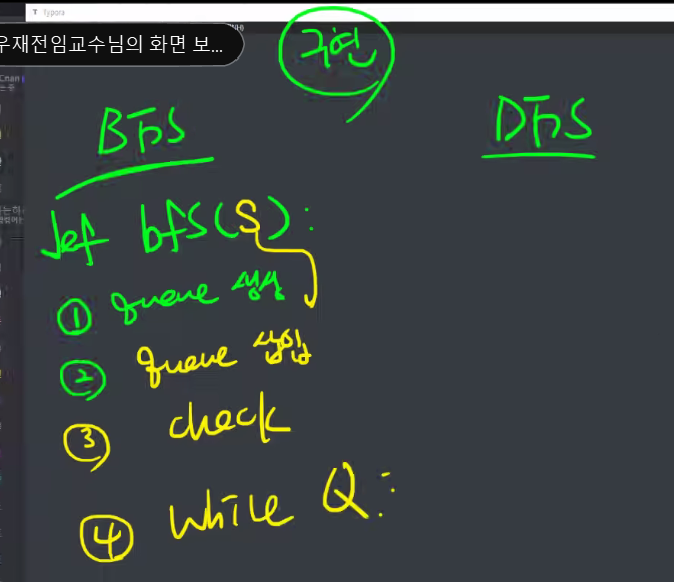 T Typora
우재전임교수님의 화면 보...
구현
BFS
DFS
def bfs(S):
① queue 생성
② queue 삽입
③ check
④ while Q: